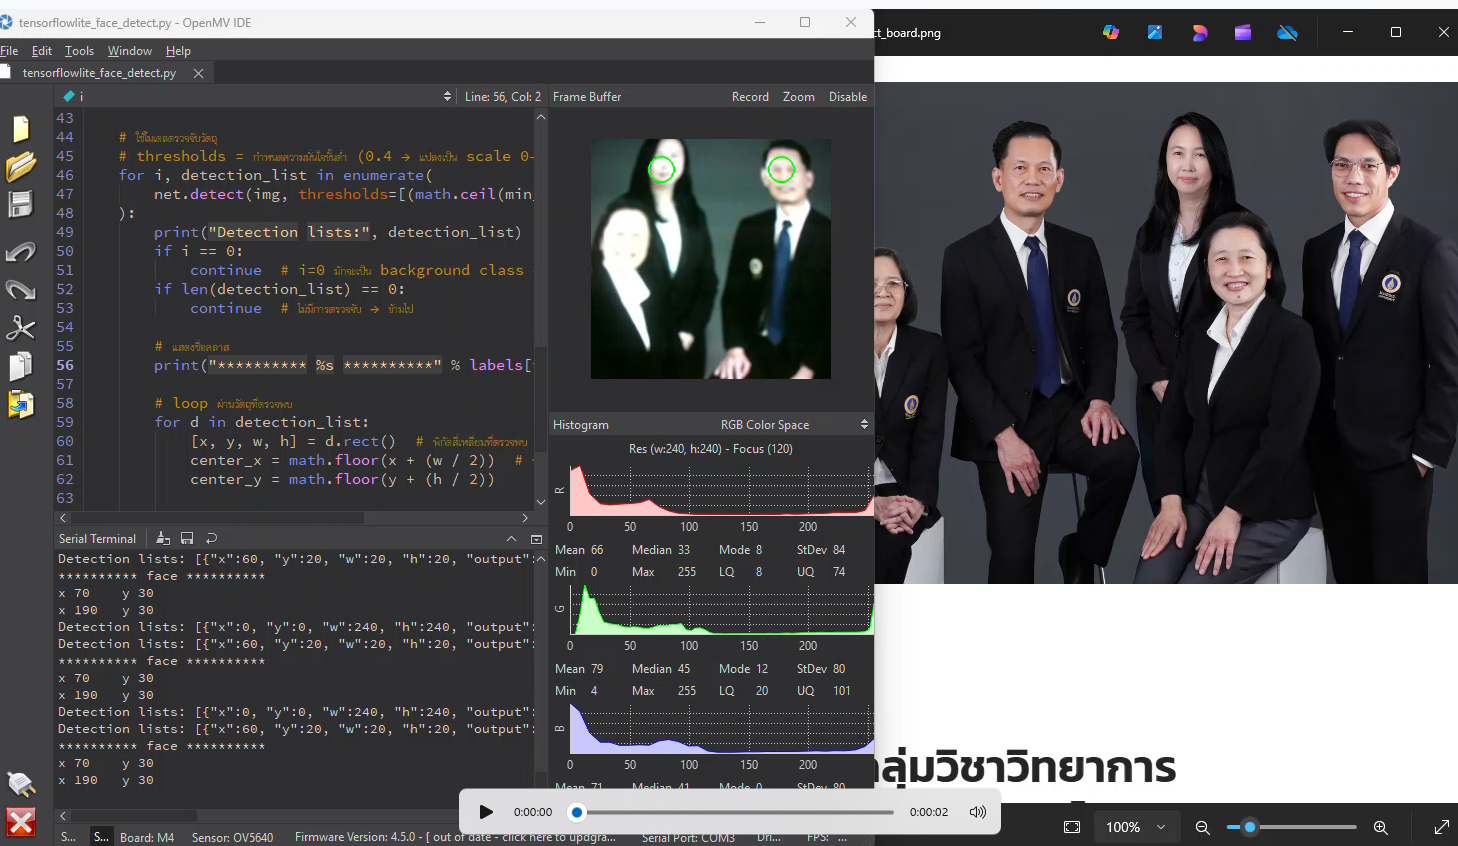 tensorflowlite_face_detect.py - OpenMV IDE
File Edit Tools Window Help
tensorflowlite_face_detect.py
i
Line: 56, Col: 2
43
44 # ใช้โมเดลตรวจจับวัตถุ
45 # thresholds = กำหนดความมั่นใจขั้นต่ำ (0.4 → แปลงเป็น scale 0-
46 for i, detection_list in enumerate(
47 net.detect(img, thresholds=[(math.ceil(min_
48 ):
49 print("Detection lists:", detection_list)
50 if i == 0:
51 continue # i=0 มักจะเป็น background class
52 if len(detection_list) == 0:
53 continue # ไม่มีการตรวจจับ → ข้ามไป
54
55 # แสดงชื่อคลาส
56 print("********** %s **********" % labels[
57
58 # loop ผ่านวัตถุที่ตรวจพบ
59 for d in detection_list:
60 [x, y, w, h] = d.rect() # พิกัดสี่เหลี่ยมที่ตรวจพบ
61 center_x = math.floor(x + (w / 2)) #
62 center_y = math.floor(y + (h / 2))
63
Serial Terminal
Detection lists: [{"x":60, "y":20, "w":20, "h":20, "output":
********** face **********
x 70 y 30
x 190 y 30
Detection lists: [{"x":0, "y":0, "w":240, "h":240, "output":
Detection lists: [{"x":60, "y":20, "w":20, "h":20, "output":
********** face **********
x 70 y 30
x 190 y 30
Detection lists: [{"x":0, "y":0, "w":240, "h":240, "output":
Detection lists: [{"x":60, "y":20, "w":20, "h":20, "output":
********** face **********
x 70 y 30
x 190 y 30
S... S... Board: M4 Sensor: OV5640 Firmware Version: 4.5.0 - [ out of date - click here to upgra... Serial Port: COM3 Dri... FPS: ...
Frame Buffer Record Zoom Disable
Histogram RGB Color Space
Res (w:240, h:240) - Focus (120)
R
0 50 100 150 200
Mean 66 Median 33 Mode 8 StDev 84
Min 0 Max 255 LQ 8 UQ 74
G
0 50 100 150 200
Mean 79 Median 45 Mode 12 StDev 80
Min 4 Max 255 LQ 20 UQ 101
B
0 50 100 150 200
Mean 71 Median 41 Mode 0 StDev 80
0:00:00 0:00:02
ct_board.png
ลุ่มวิชาวิทยาการ
100%